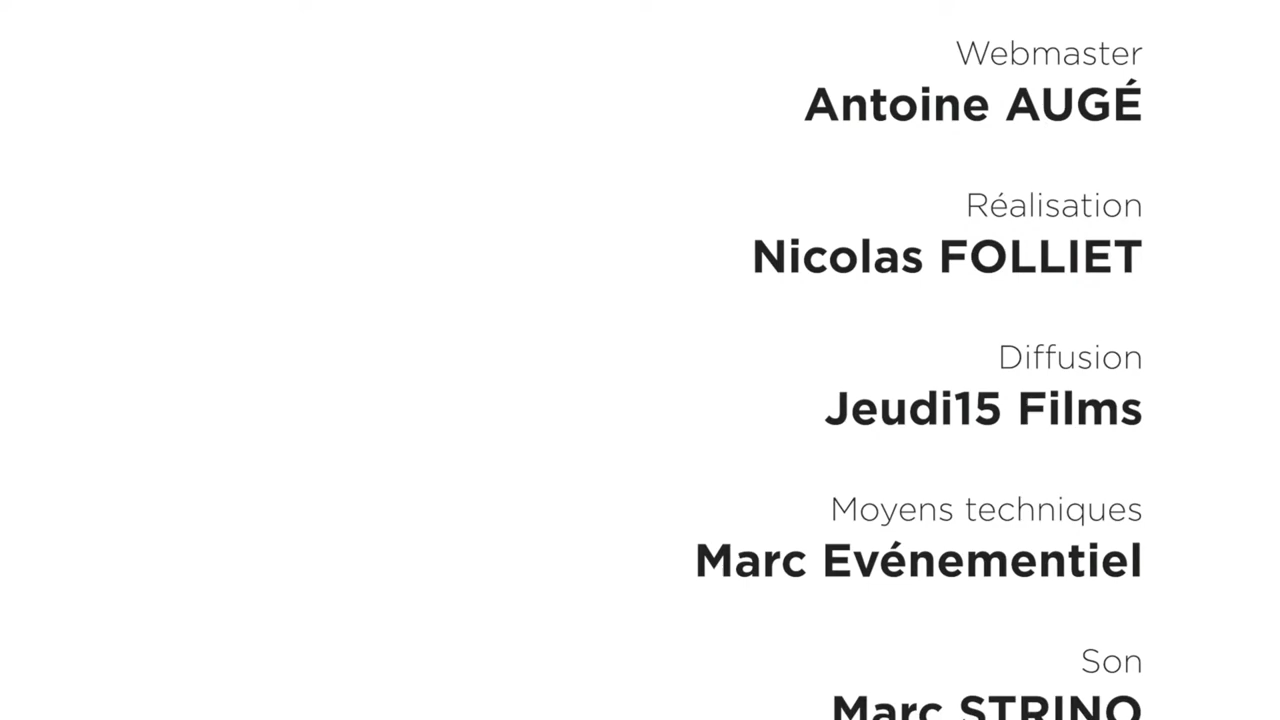 Webmaster
Antoine AUGÉ
Réalisation
Nicolas FOLLIET
Diffusion
Jeudi15 Films
Moyens techniques
Marc Evénementiel
Son
Marc STRINO